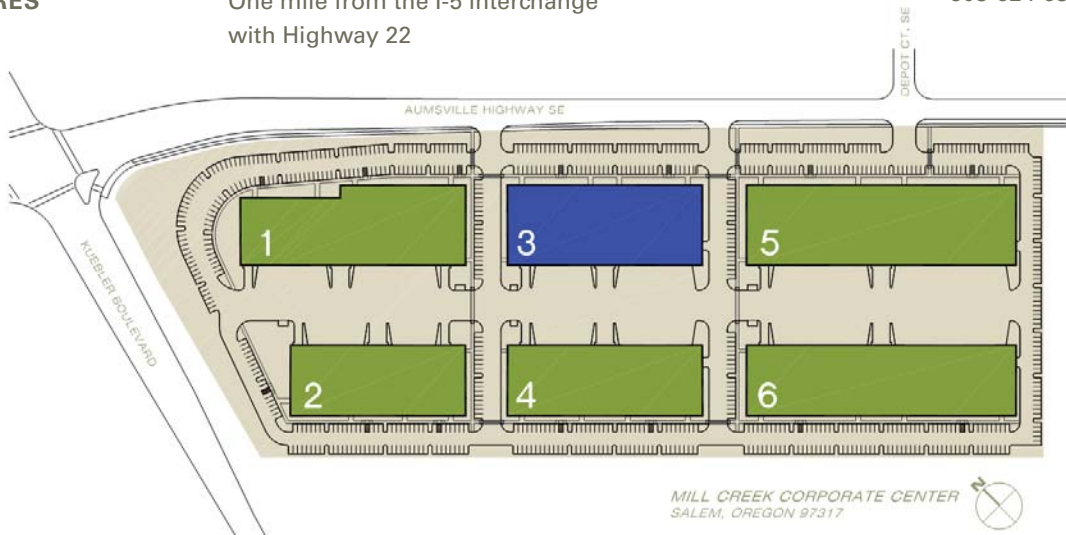 One mile from the I-5 interchange
with Highway 22
DEPOT CT. SE
AUMSVILLE HIGHWAY SE
KUEBLER BOULEVARD
1
3
5
2
4
6
MILL CREEK CORPORATE CENTER
SALEM, OREGON 97317
N